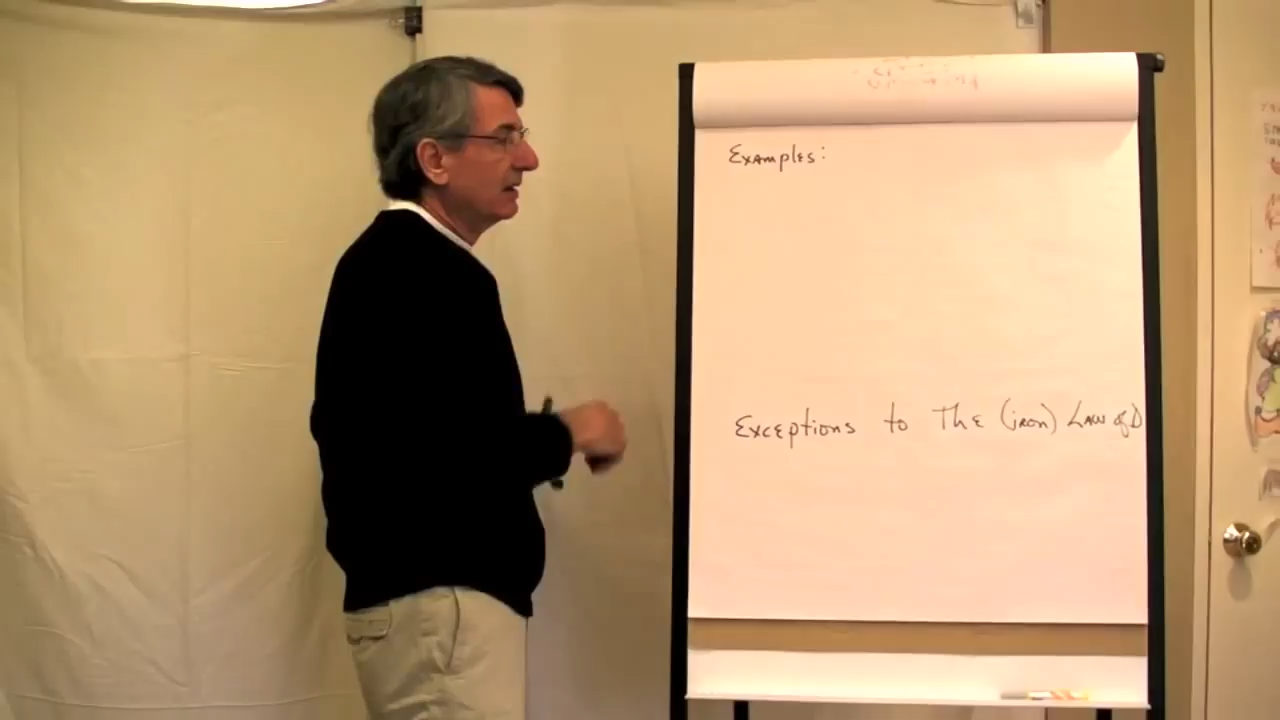 Examples:
Exceptions to The (iron) Law of D